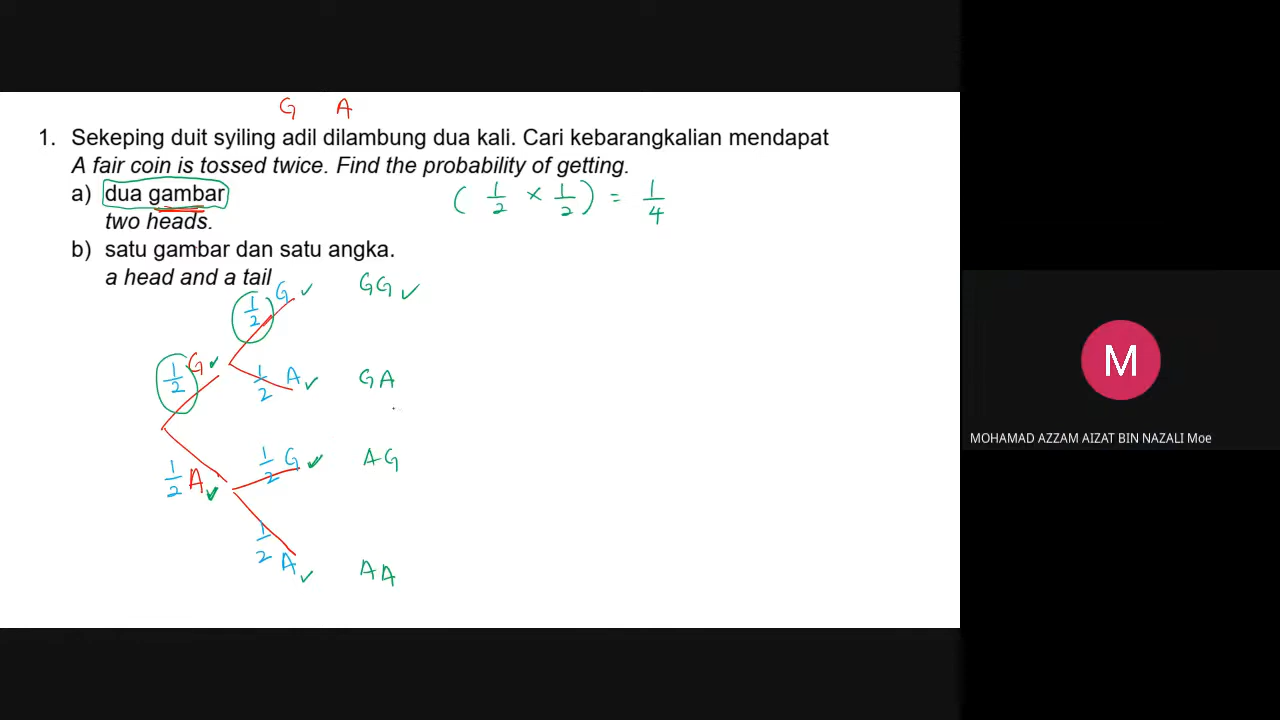 G A
1. Sekeping duit syiling adil dilambung dua kali. Cari kebarangkalian mendapat
A fair coin is tossed twice. Find the probability of getting.
a) dua gambar
( 1/2 × 1/2 ) = 1/4
two heads.
b) satu gambar dan satu angka.
a head and a tail
1/2 G ✓ GG ✓
1/2 G ✓
1/2 A ✓ GA
1/2 G ✓ AG
1/2 A ✓
1/2 A ✓ AA
M
MOHAMAD AZZAM AIZAT BIN NAZALI Moe